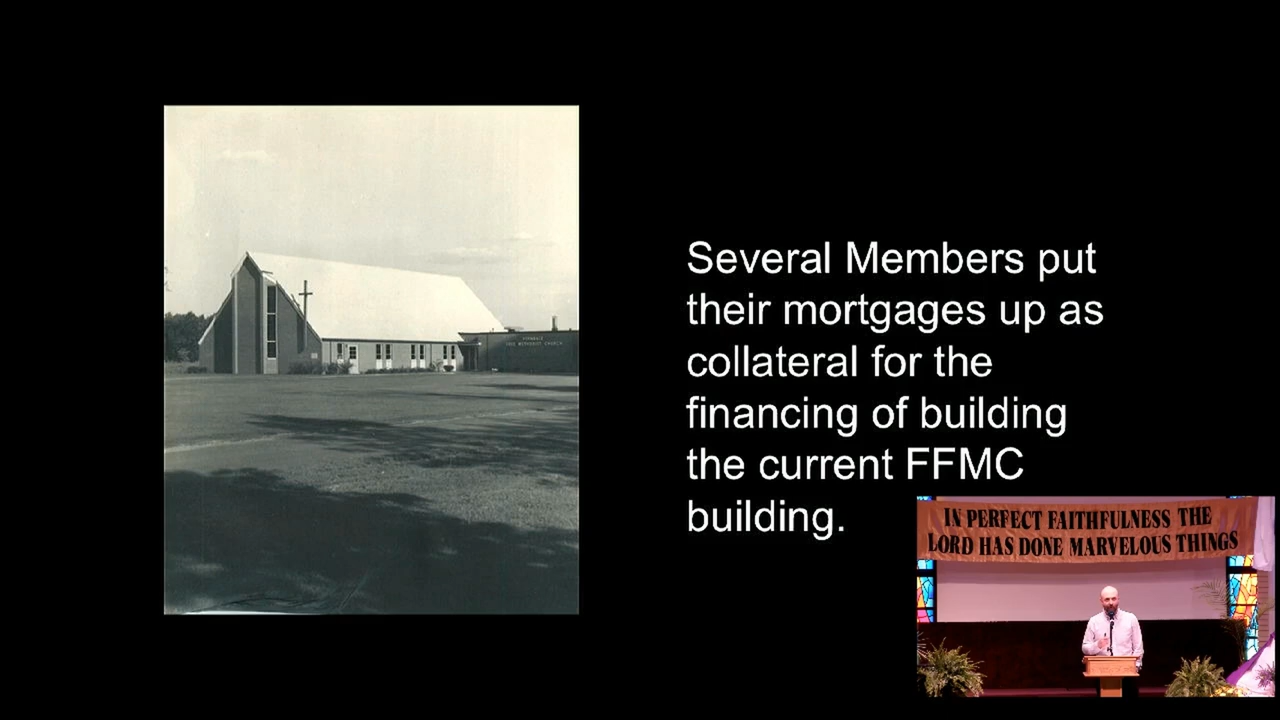 Several Members put
their mortgages up as
collateral for the
financing of building
the current FFMC
building.
FERNDALE
FREE METHODIST CHURCH
IN PERFECT FAITHFULNESS THE
LORD HAS DONE MARVELOUS THINGS